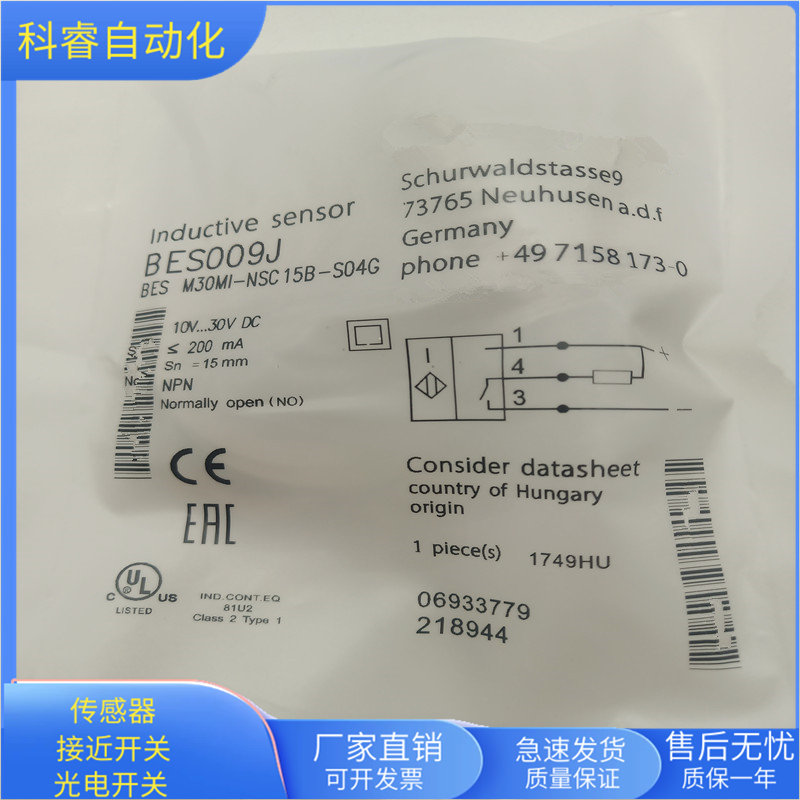 科睿自动化
Inductive sensor
BES009J
BES M30MI-NSC15B-S04G
10V...30V DC
≤ 200 mA
Sn =15mm
NPN
Normally open (NO)
Schurwaldstasse9
73765 Neuhusen a.d.f
Germany
phone +49 7158 173-0
1
4
3
+
−
I
CE
EAC
C UL US
LISTED
IND.CONT.EQ
81U2
Class 2 Type 1
Consider datasheet
country of Hungary
origin
1 piece(s) 1749HU
06933779
218944
传感器
接近开关
光电开关
厂家直销
可开发票
急速发货
质量保证
售后无忧
质保一年